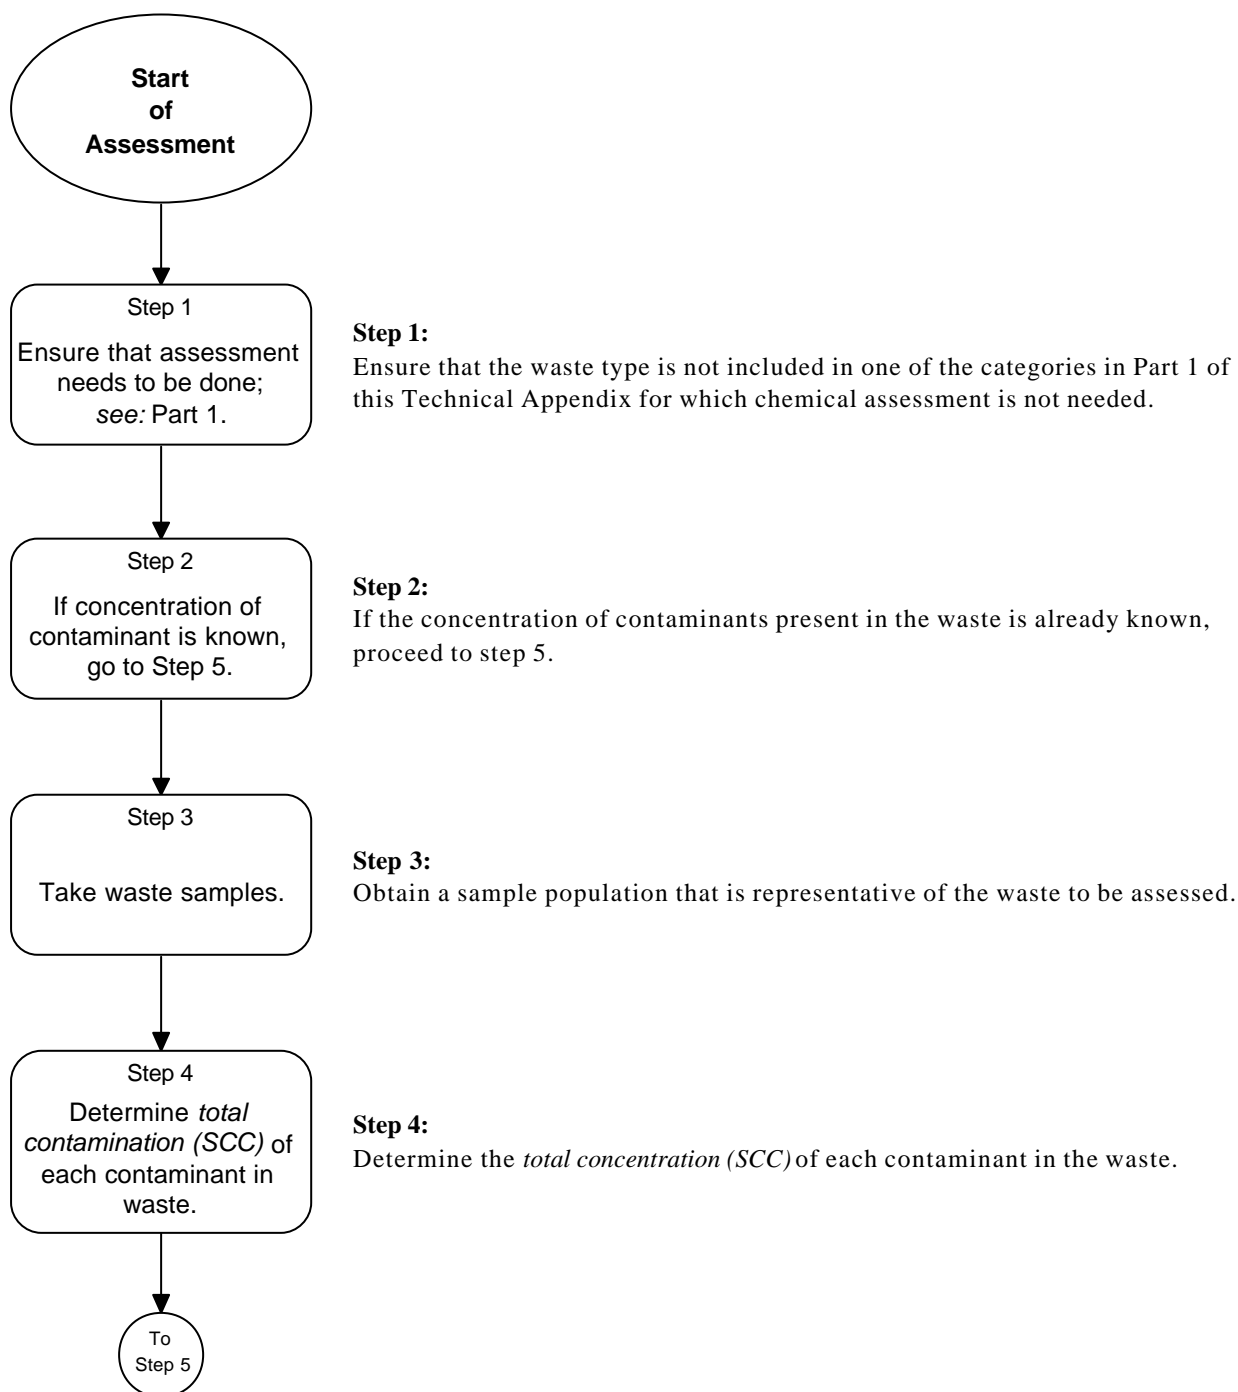 Start
of
Assessment
Step 1
Ensure that assessment
needs to be done;
see: Part 1.
Step 1:
Ensure that the waste type is not included in one of the categories in Part 1 of
this Technical Appendix for which chemical assessment is not needed.
Step 2
If concentration of
contaminant is known,
go to Step 5.
Step 2:
If the concentration of contaminants present in the waste is already known,
proceed to step 5.
Step 3
Take waste samples.
Step 3:
Obtain a sample population that is representative of the waste to be assessed.
Step 4
Determine total
contamination (SCC) of
each contaminant in
waste.
Step 4:
Determine the total concentration (SCC) of each contaminant in the waste.
To
Step 5